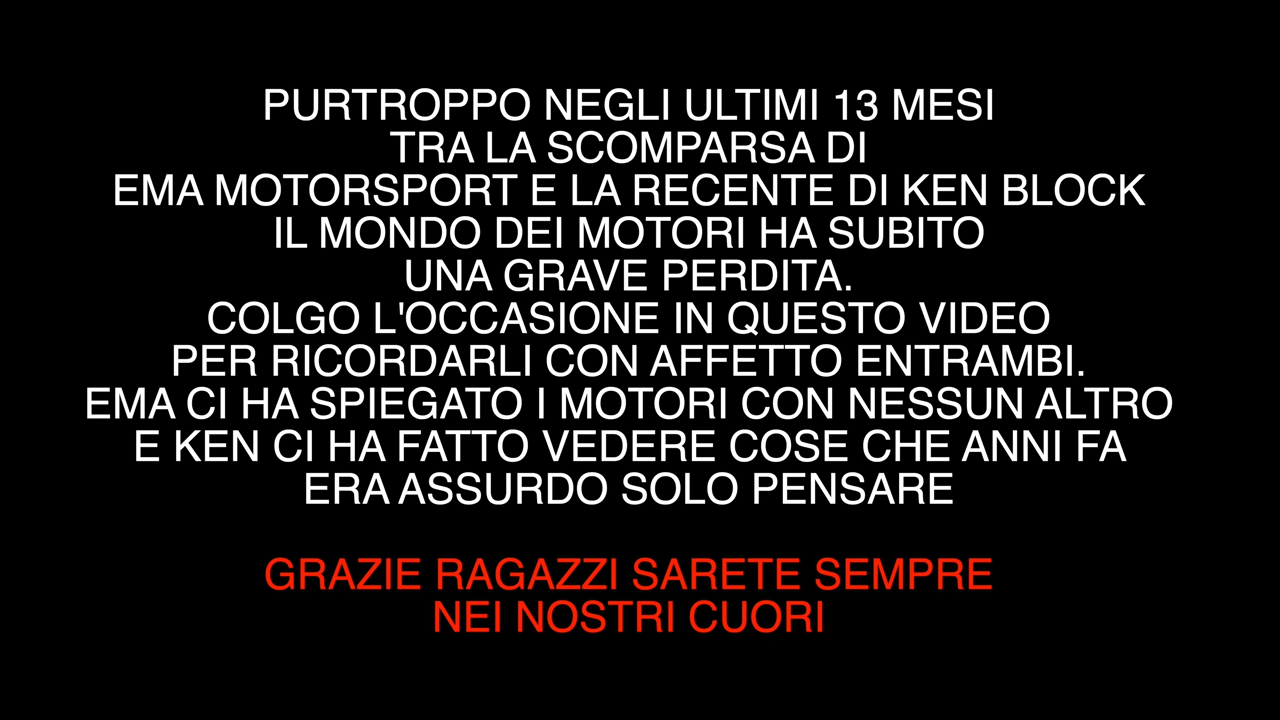 PURTROPPO NEGLI ULTIMI 13 MESI
TRA LA SCOMPARSA DI
EMA MOTORSPORT E LA RECENTE DI KEN BLOCK
IL MONDO DEI MOTORI HA SUBITO
UNA GRAVE PERDITA.
COLGO L'OCCASIONE IN QUESTO VIDEO
PER RICORDARLI CON AFFETTO ENTRAMBI.
EMA CI HA SPIEGATO I MOTORI CON NESSUN ALTRO
E KEN CI HA FATTO VEDERE COSE CHE ANNI FA
ERA ASSURDO SOLO PENSARE
GRAZIE RAGAZZI SARETE SEMPRE
NEI NOSTRI CUORI